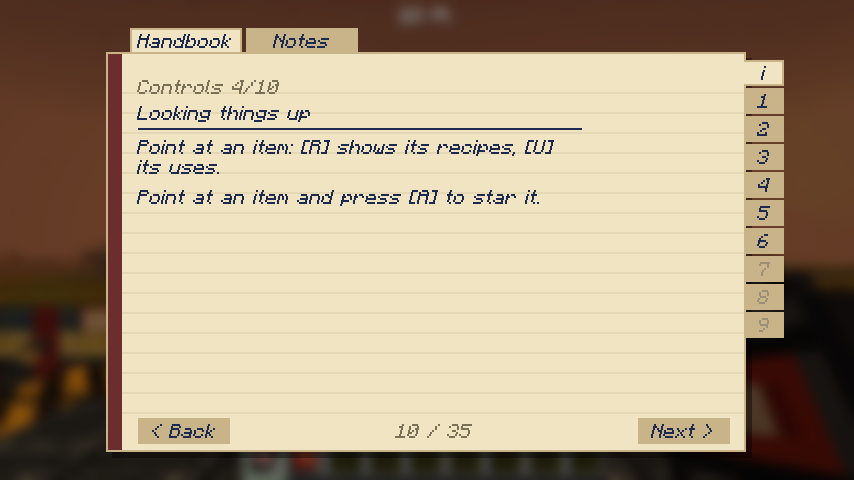 Handbook
Notes
Controls 4/10
Looking things up
Point at an item: [R] shows its recipes, [U]
its uses.
Point at an item and press [A] to star it.
i
1
2
3
4
5
6
7
8
9
< Back
10 / 35
Next >